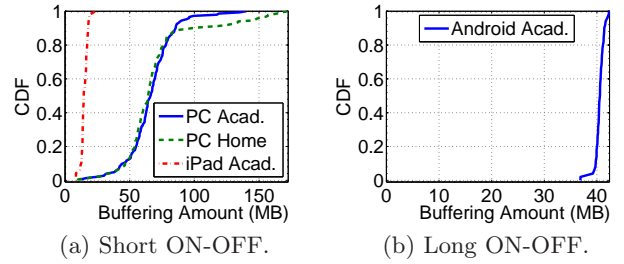 1
0.8
0.6
0.4
0.2
0
CDF
PC Acad.
PC Home
iPad Acad.
0 50 100 150
Buffering Amount (MB)
(a) Short ON-OFF.
1
0.8
0.6
0.4
0.2
0
CDF
Android Acad.
0 10 20 30 40
Buffering Amount (MB)
(b) Long ON-OFF.